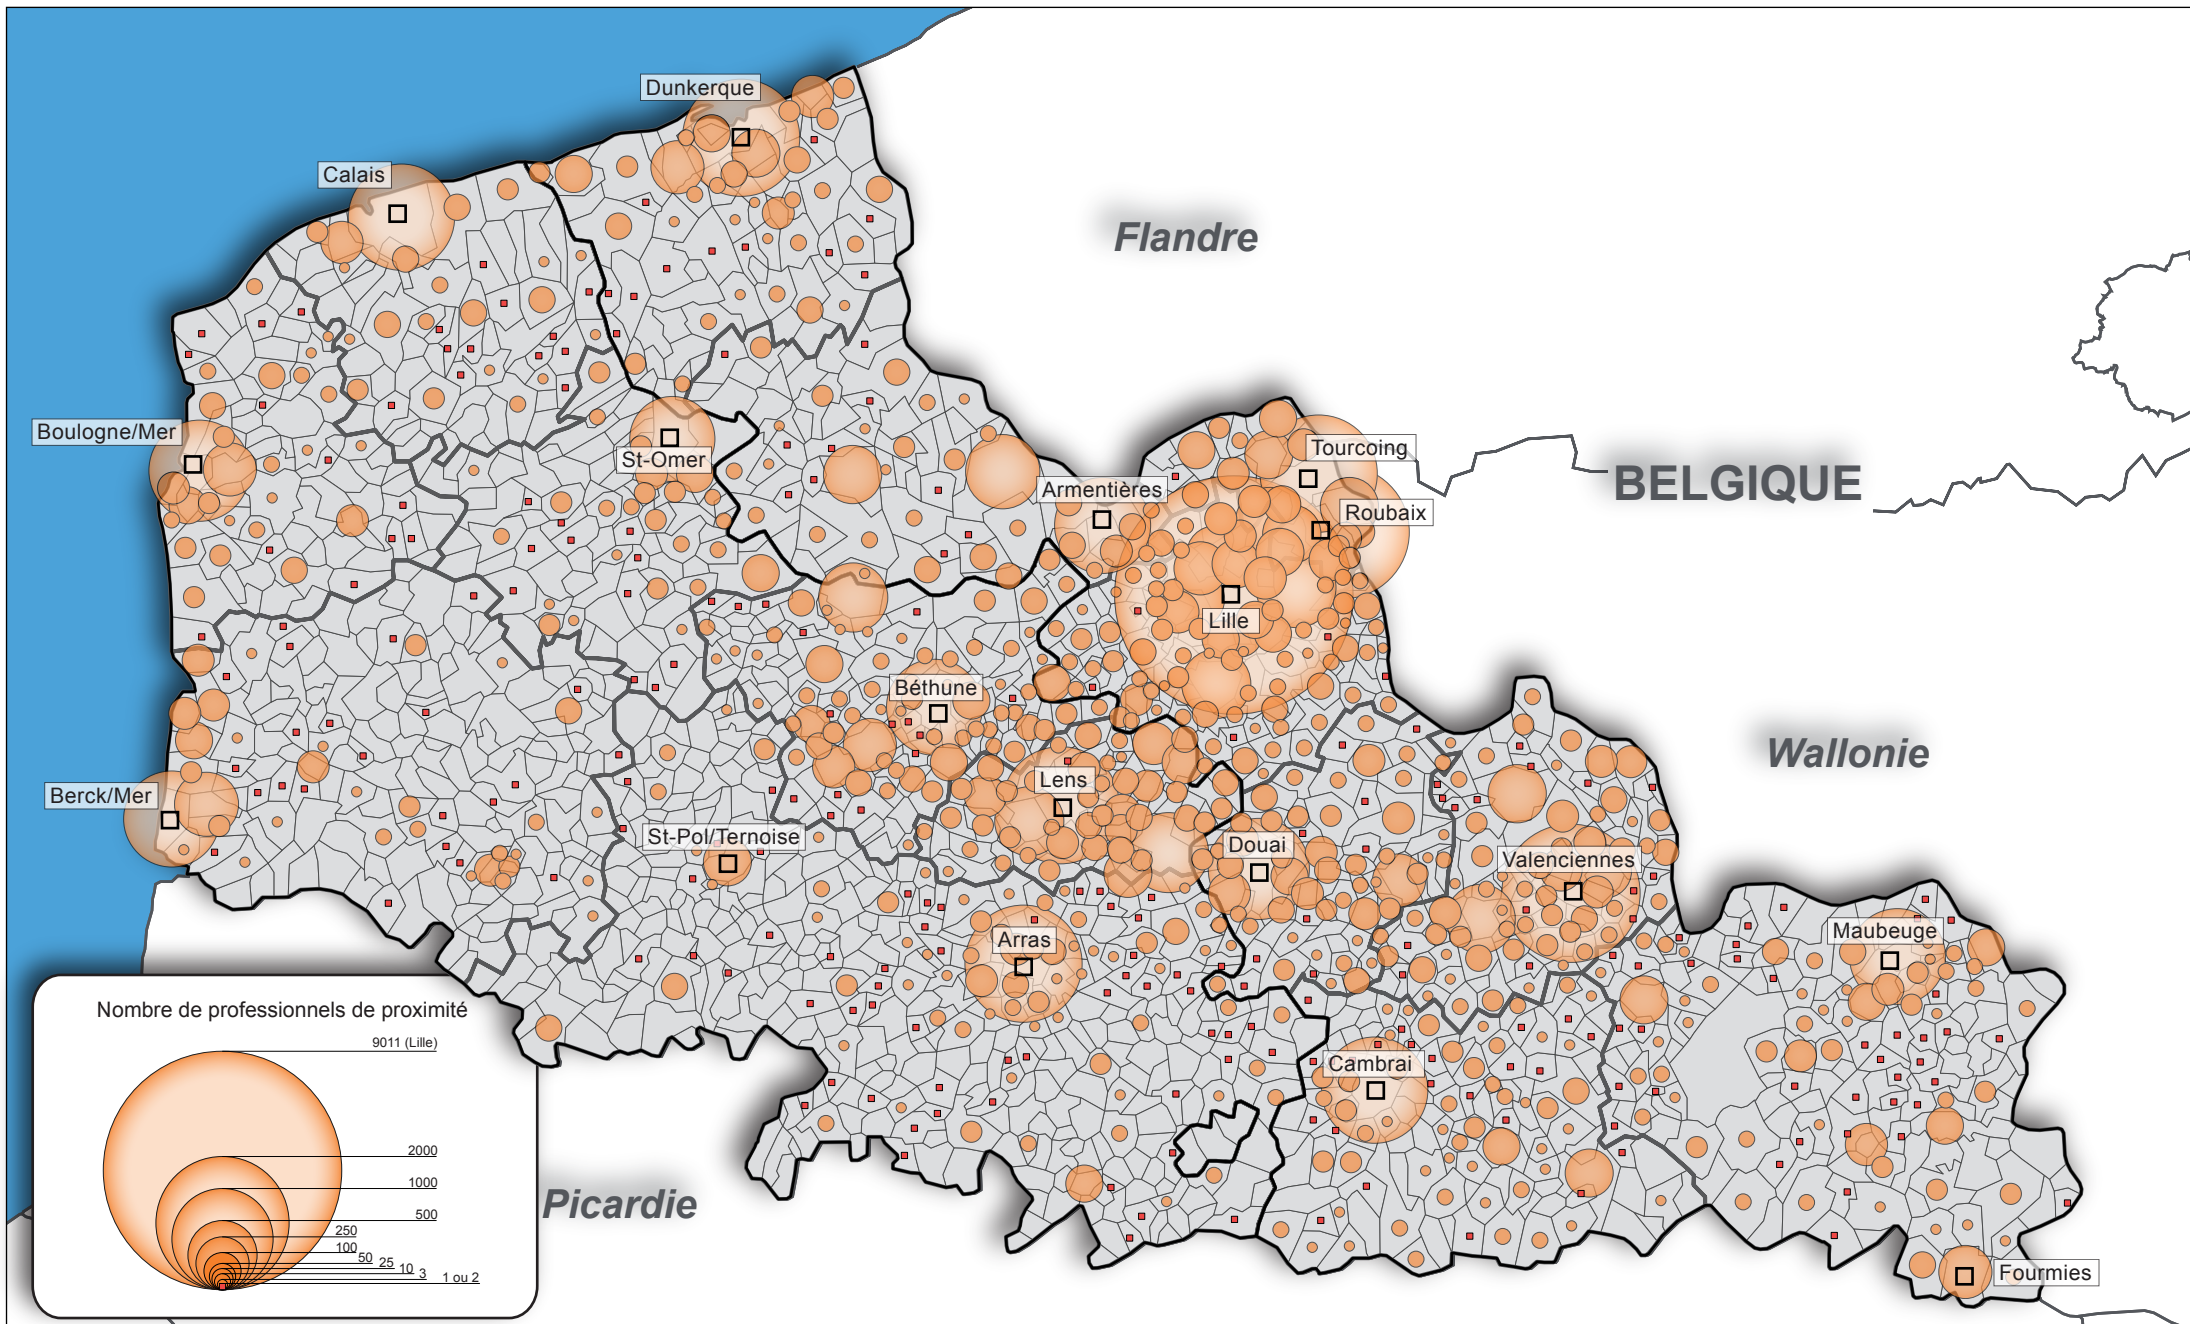 Dunkerque
Calais
Flandre
Boulogne/Mer
St-Omer
Tourcoing
Armentières
BELGIQUE
Roubaix
Lille
Béthune
Wallonie
Lens
Berck/Mer
St-Pol/Ternoise
Douai
Valenciennes
Arras
Maubeuge
Cambrai
Picardie
Fourmies
Nombre de professionnels de proximité
9011 (Lille)
2000
1000
500
250
100
50
25
10
3
1 ou 2